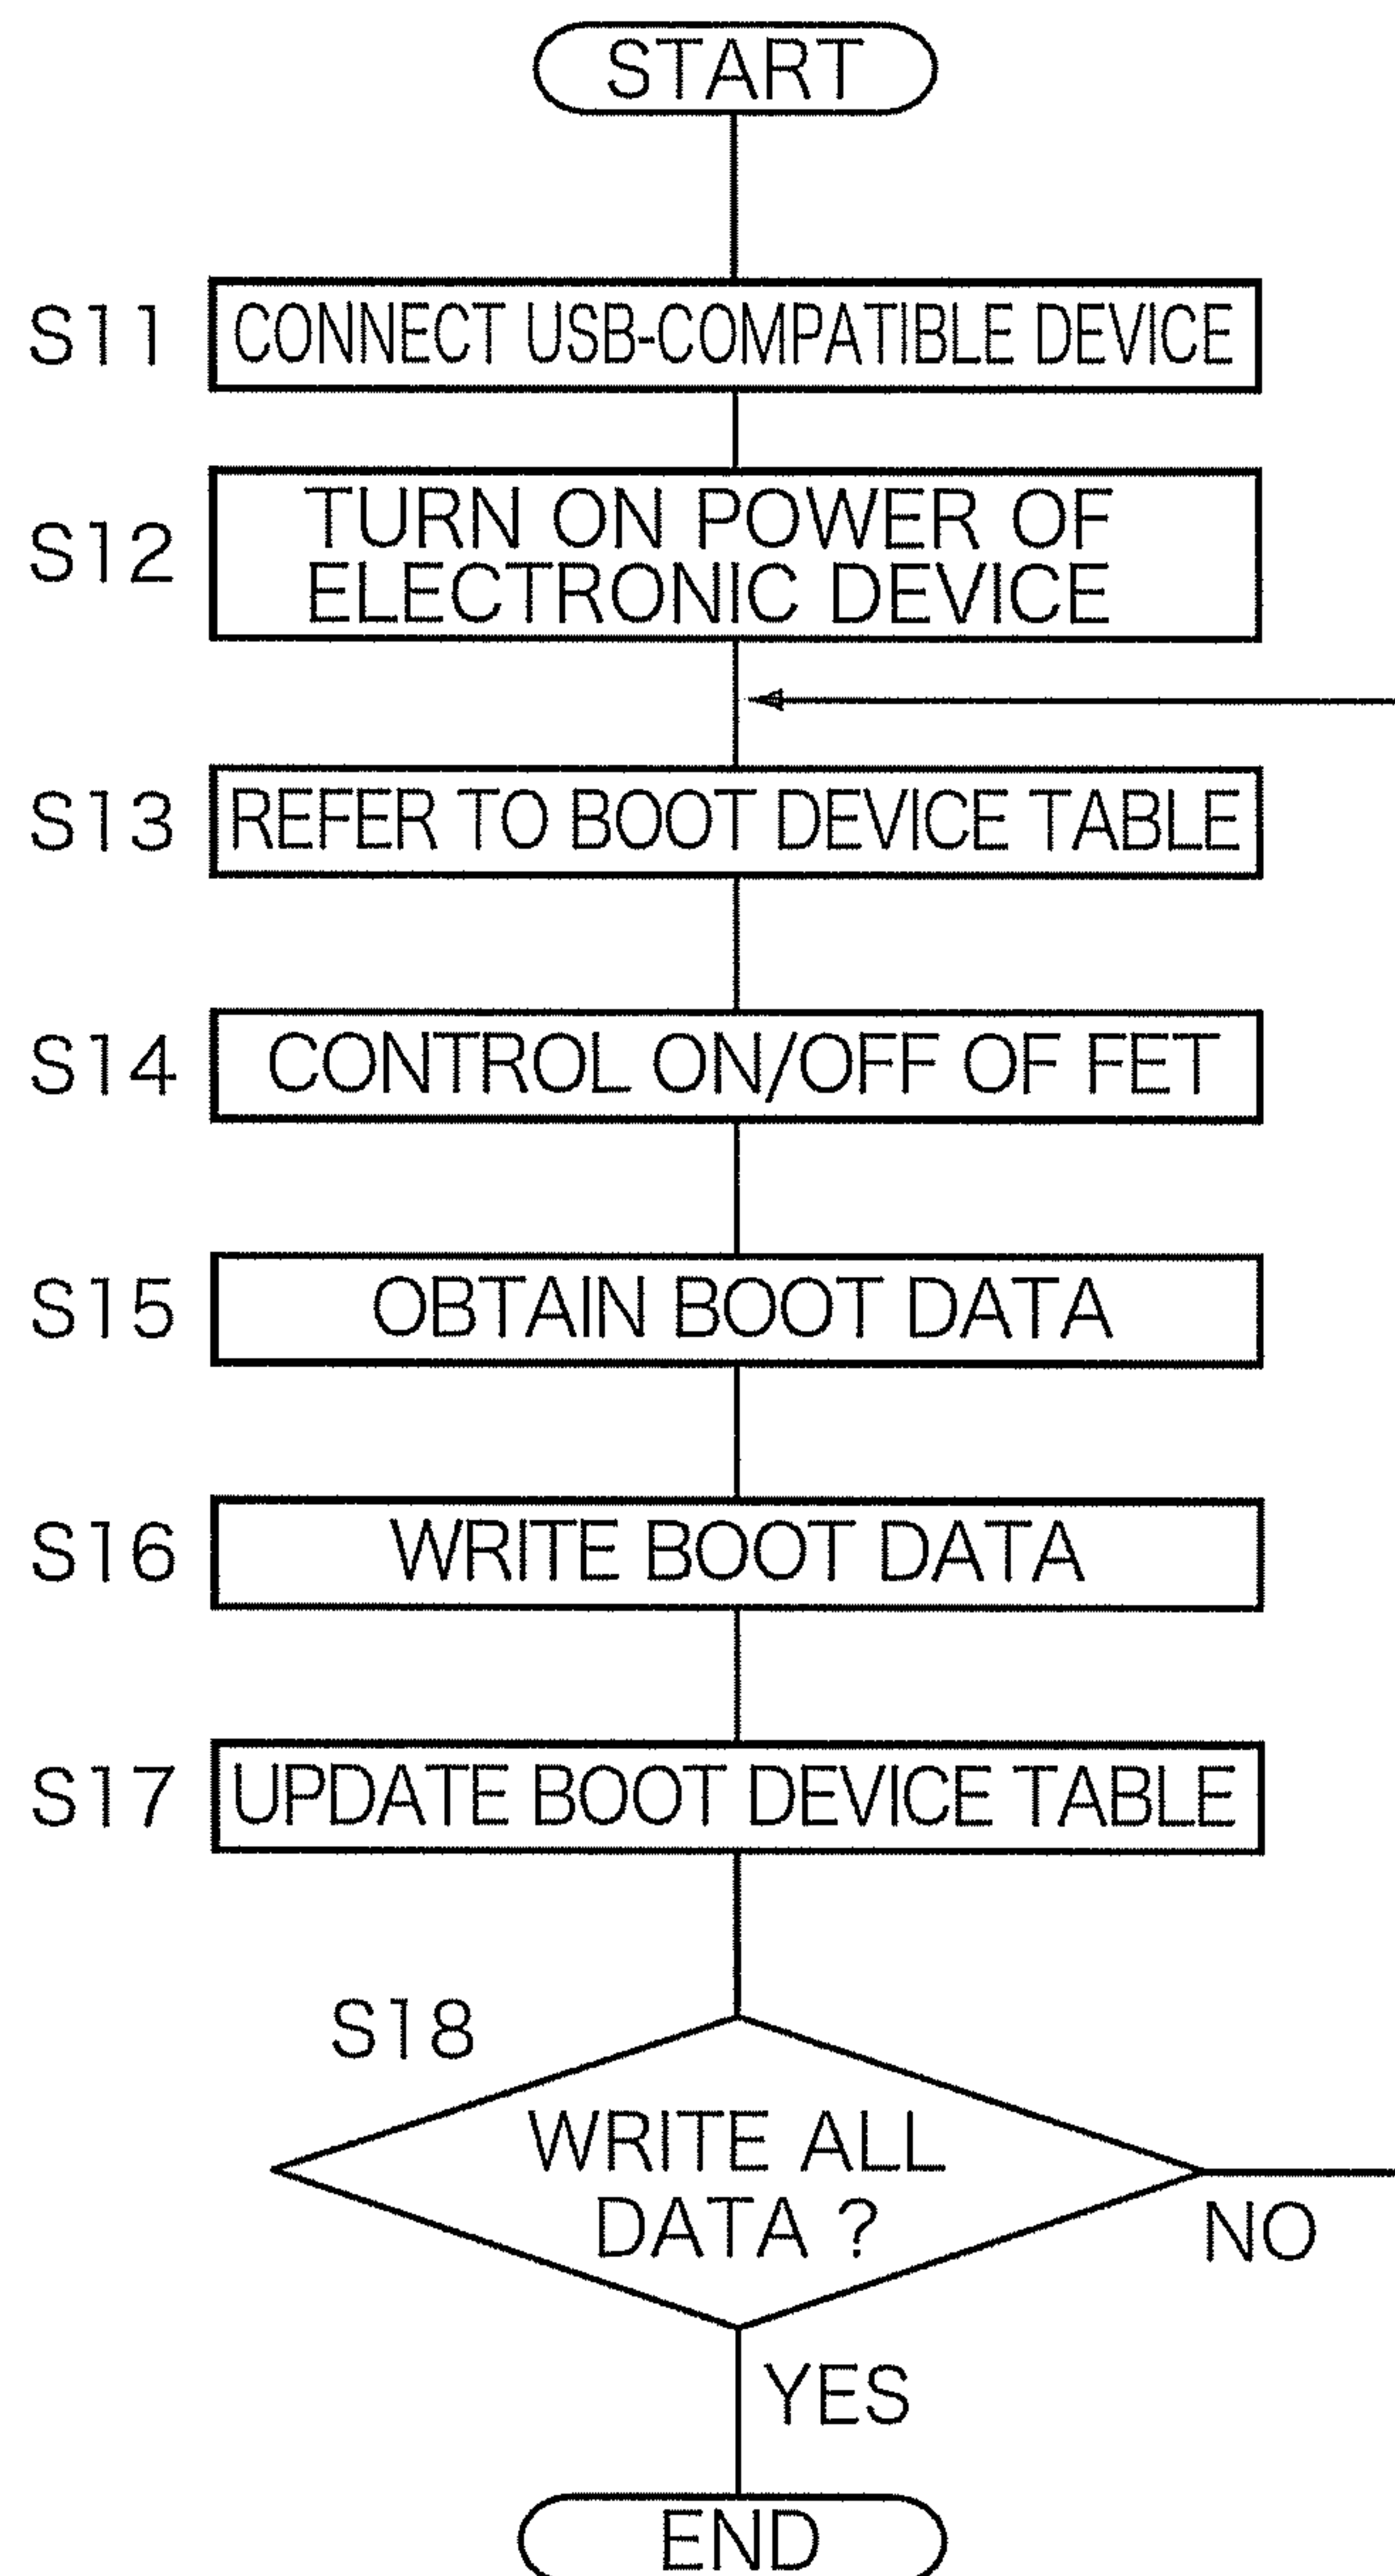 START
S11 CONNECT USB-COMPATIBLE DEVICE
S12 TURN ON POWER OF
ELECTRONIC DEVICE
S13 REFER TO BOOT DEVICE TABLE
S14 CONTROL ON/OFF OF FET
S15 OBTAIN BOOT DATA
S16 WRITE BOOT DATA
S17 UPDATE BOOT DEVICE TABLE
S18
WRITE ALL
DATA ?
NO
YES
END